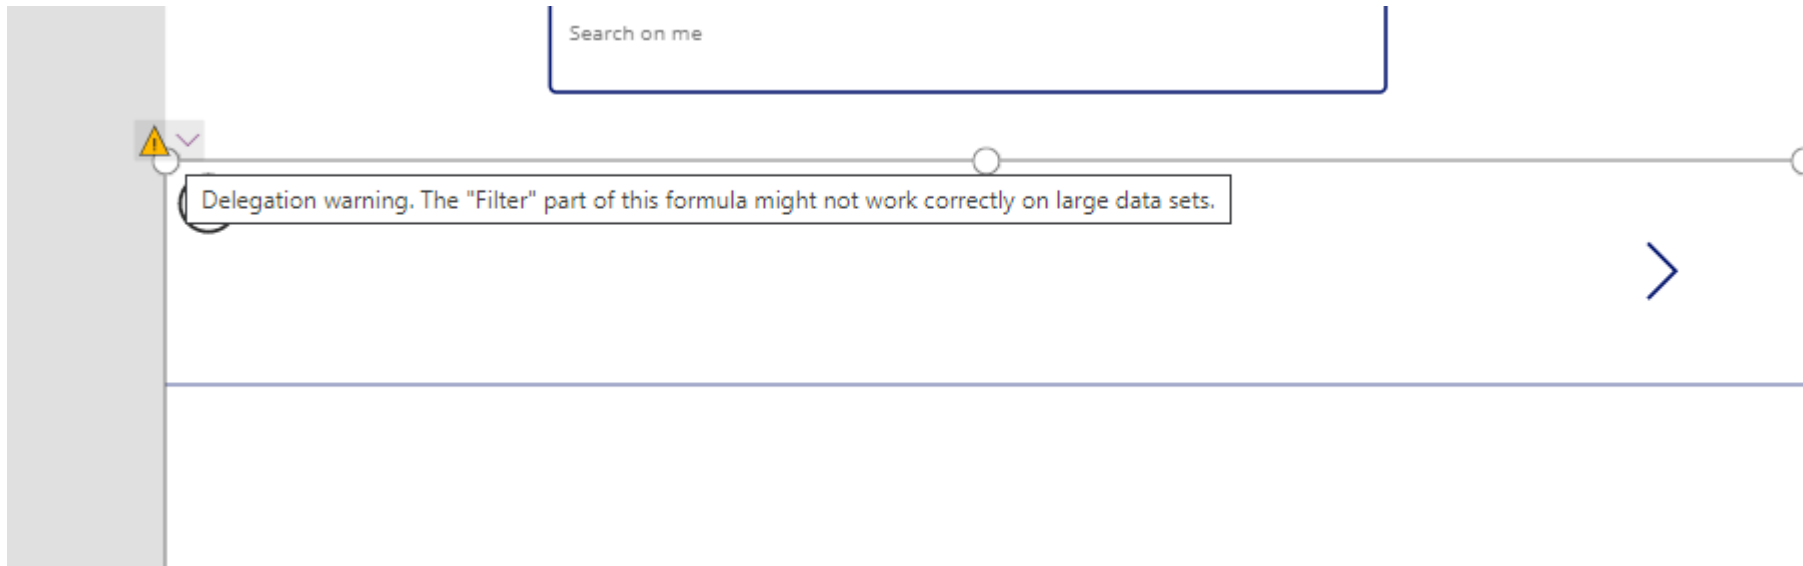 Search on me
Delegation warning. The "Filter" part of this formula might not work correctly on large data sets.